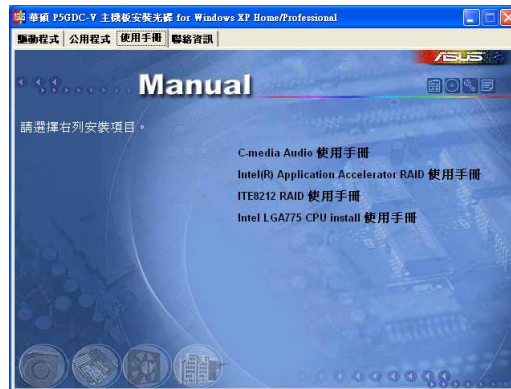 華碩 P5GDC-V 主機板安裝光碟 for Windows XP Home/Professional
驅動程式 公用程式 使用手冊 聯絡資訊
ASUS
Manual
請選擇右列安裝項目。
C-media Audio 使用手冊
Intel(R) Application Accelerator RAID 使用手冊
ITE8212 RAID 使用手冊
Intel LGA775 CPU install 使用手冊